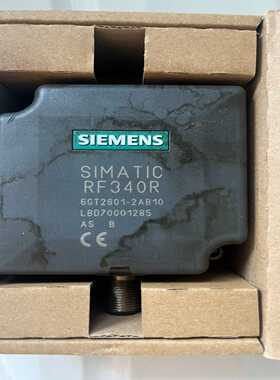 SIEMENS
SIMATIC
RF340R
6GT2801-2AB10
LBD70001285
AS B
CE